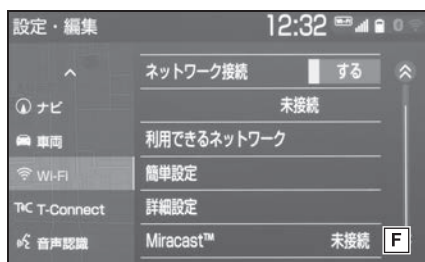 設定・編集 12:32 0
ネットワーク接続 する
ナビ 未接続
車両 利用できるネットワーク
Wi-Fi 簡単設定
T-Connect 詳細設定
音声認識 Miracast™ 未接続 F